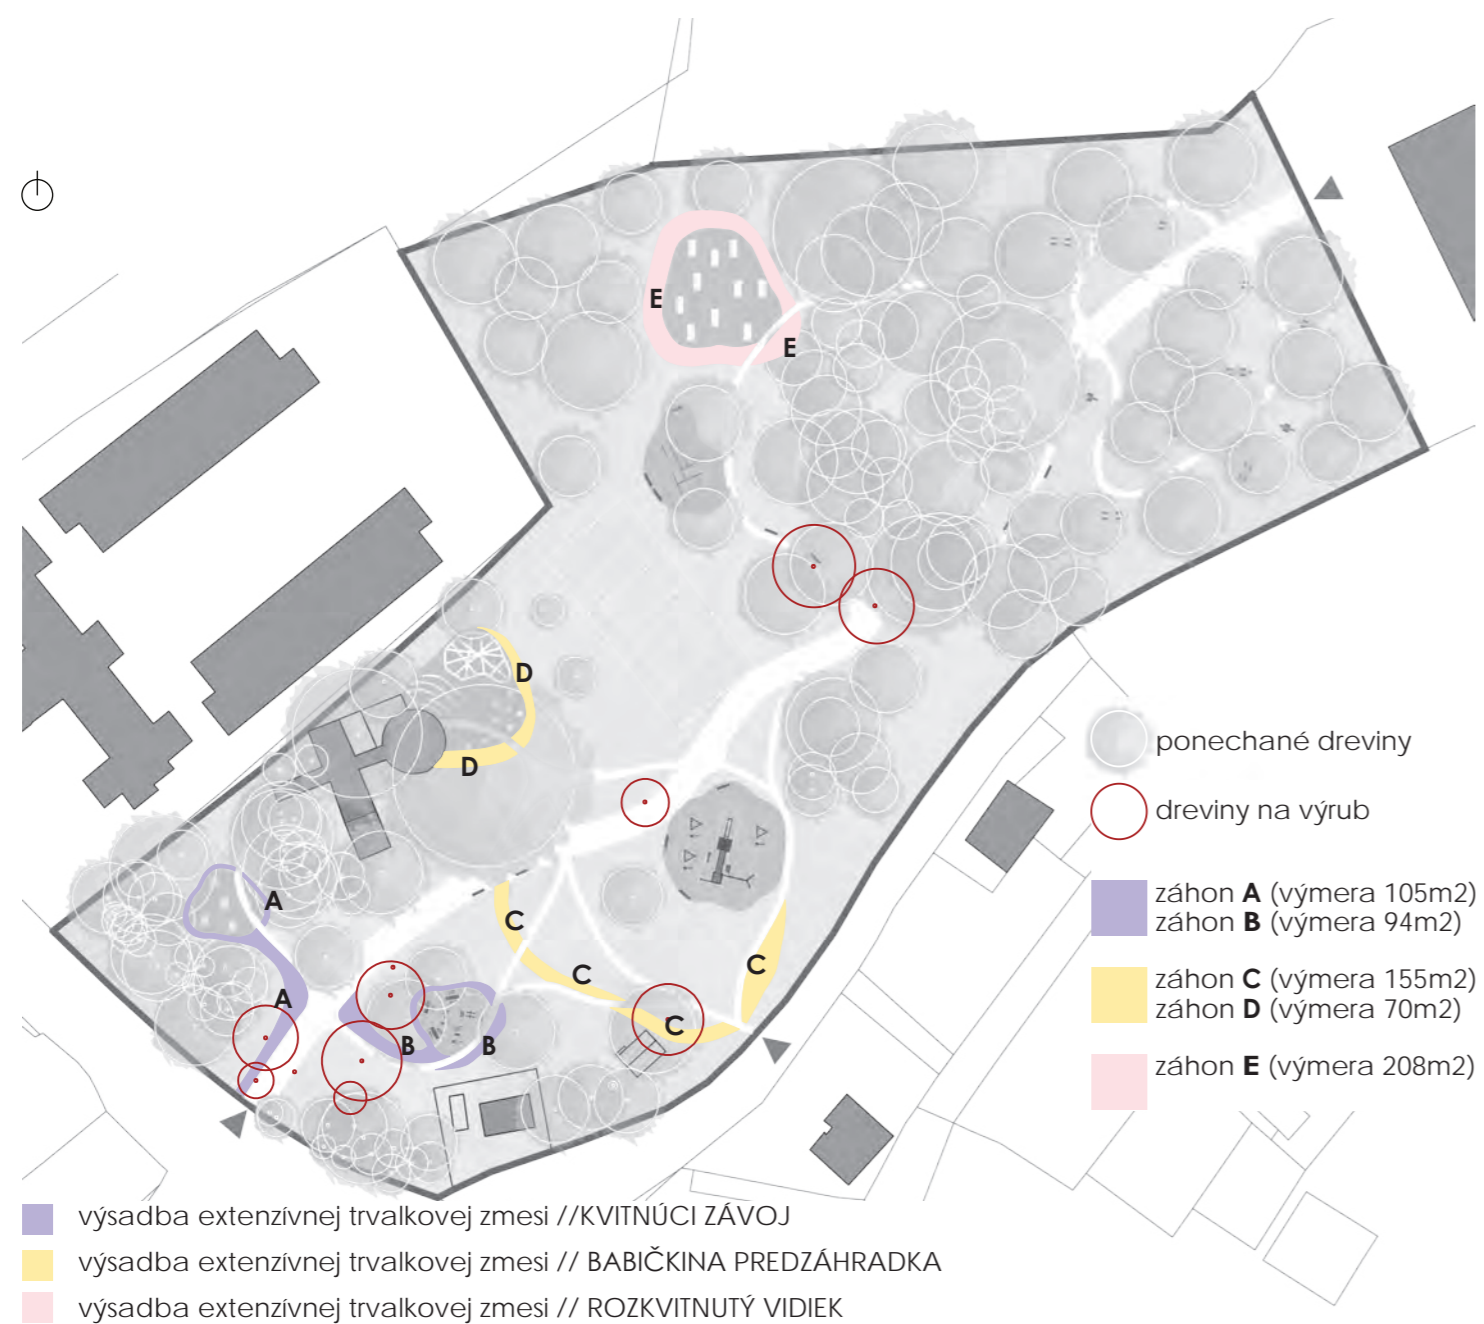 E
E
D
D
A
C
C
C
A
C
B
B
ponechané dreviny
dreviny na výrub
záhon A (výmera 105m2)
záhon B (výmera 94m2)
záhon C (výmera 155m2)
záhon D (výmera 70m2)
záhon E (výmera 208m2)
výsadba extenzívnej trvalkovej zmesi //KVITNÚCI ZÁVOJ
výsadba extenzívnej trvalkovej zmesi // BABIČKINA PREDZÁHRADKA
výsadba extenzívnej trvalkovej zmesi // ROZKVITNUTÝ VIDIEK